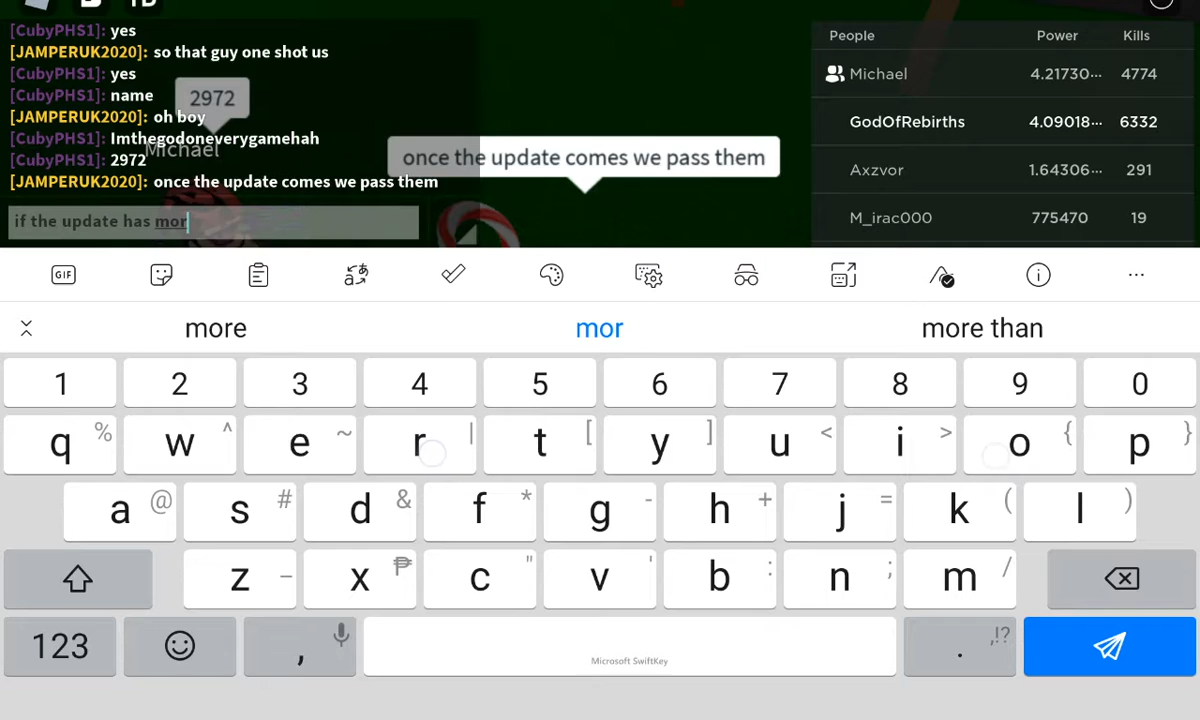 [CubyPHS1]: yes
[JAMPERUK2020]: so that guy one shot us
[CubyPHS1]: yes
[CubyPHS1]: name
[JAMPERUK2020]: oh boy
[CubyPHS1]: Imthegodoneverygamehah
[CubyPHS1]: 2972
[JAMPERUK2020]: once the update comes we pass them
if the update has mor
2972
Michael
once the update comes we pass them
People Power Kills
Michael 4.21730... 4774
GodOfRebirths 4.09018... 6332
Axzvor 1.64306... 291
M_irac000 775470 19
GIF
more mor more than
1 2 3 4 5 6 7 8 9 0
q % w ^ e ~ r | t [ y ] u < i > o { p }
a @ s # d & f * g - h + j = k ( l )
z _ x ₱ c " v ' b : n ; m /
123 , . ,!?
Microsoft SwiftKey